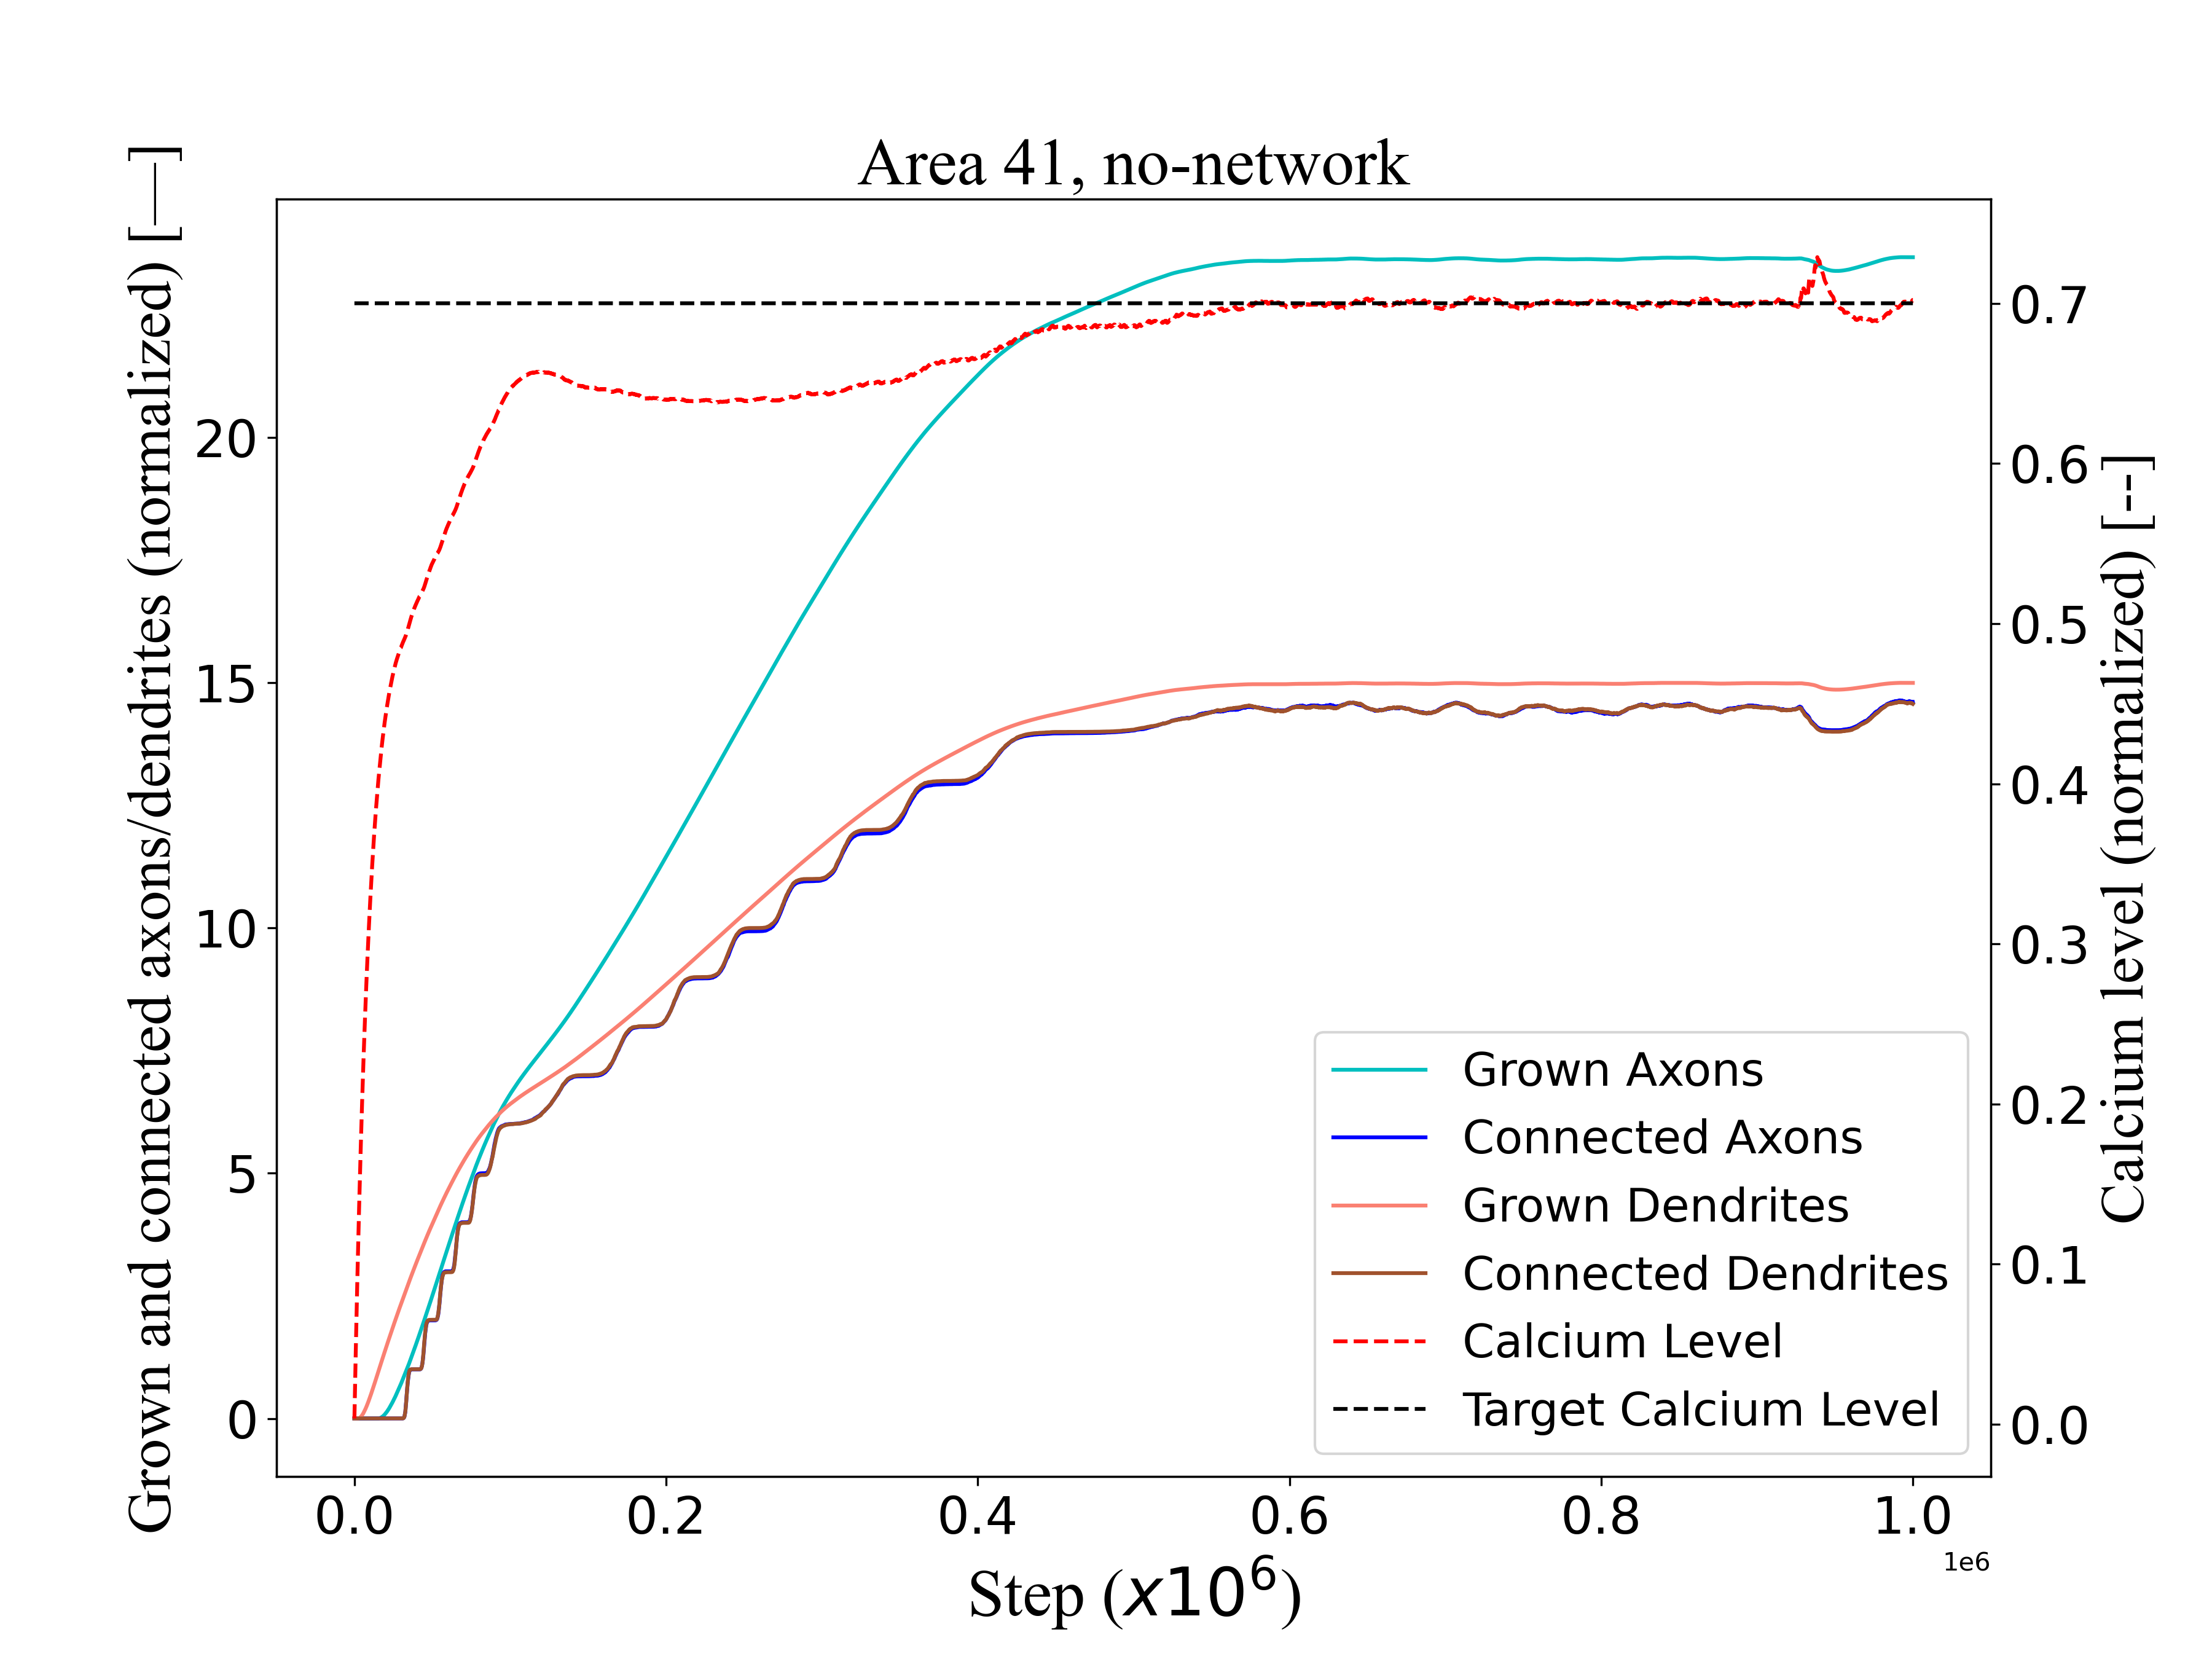 Area 41, no-network
Grown and connected axons/dendrites (normalized) [—]
20
15
10
5
0
0.7
0.6
0.5
0.4
0.3
0.2
0.1
0.0
Calcium level (normalized) [--]
Grown Axons
Connected Axons
Grown Dendrites
Connected Dendrites
Calcium Level
Target Calcium Level
0.0 0.2 0.4 0.6 0.8 1.0
1e6
Step (x10⁶)